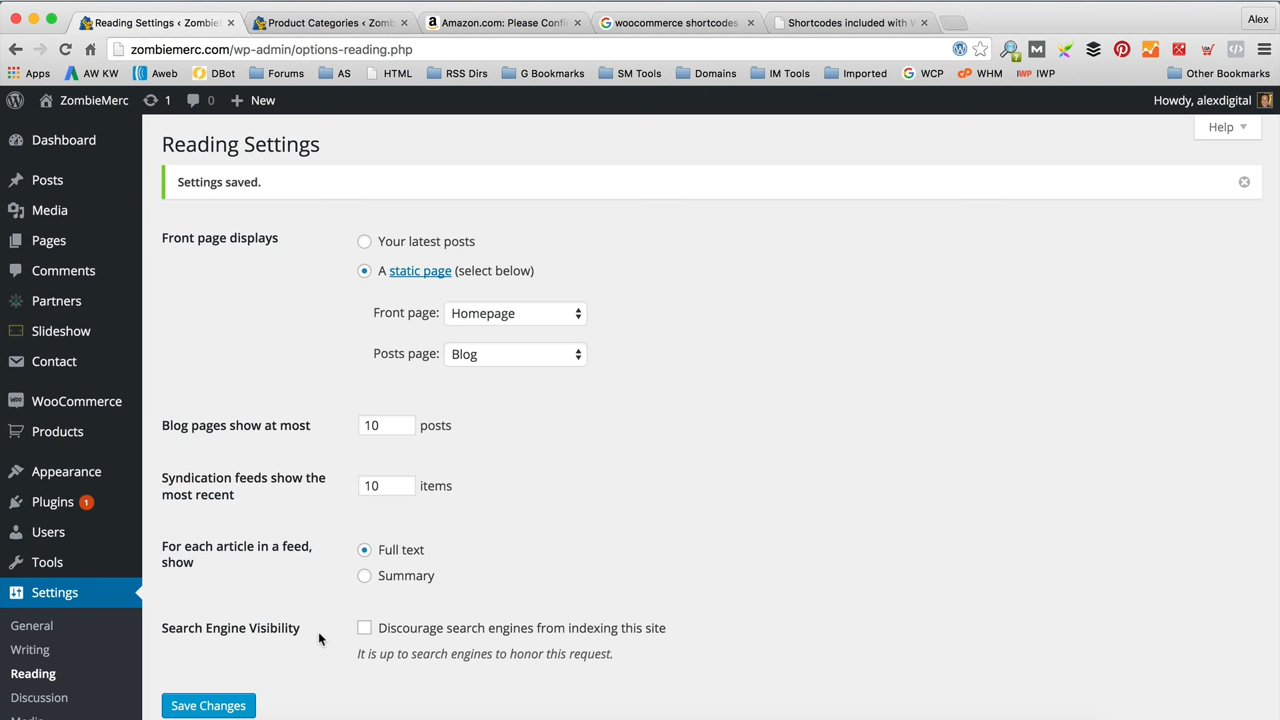 Reading Settings ‹ Zombie
Product Categories ‹ Zomb
Amazon.com: Please Confi
woocommerce shortcodes
Shortcodes included with
Alex
zombiemerc.com/wp-admin/options-reading.php
Apps AW KW Aweb DBot Forums AS HTML RSS Dirs G Bookmarks SM Tools Domains IM Tools Imported WCP WHM IWP IWP Other Bookmarks
ZombieMerc 1 0 New Howdy, alexdigital
Help
Dashboard
Posts
Media
Pages
Comments
Partners
Slideshow
Contact
WooCommerce
Products
Appearance
Plugins 1
Users
Tools
Settings
General
Writing
Reading
Discussion
Reading Settings
Settings saved.
Front page displays
Your latest posts
A static page (select below)
Front page: Homepage
Posts page: Blog
Blog pages show at most 10 posts
Syndication feeds show the
most recent
10 items
For each article in a feed,
show
Full text
Summary
Search Engine Visibility
Discourage search engines from indexing this site
It is up to search engines to honor this request.
Save Changes